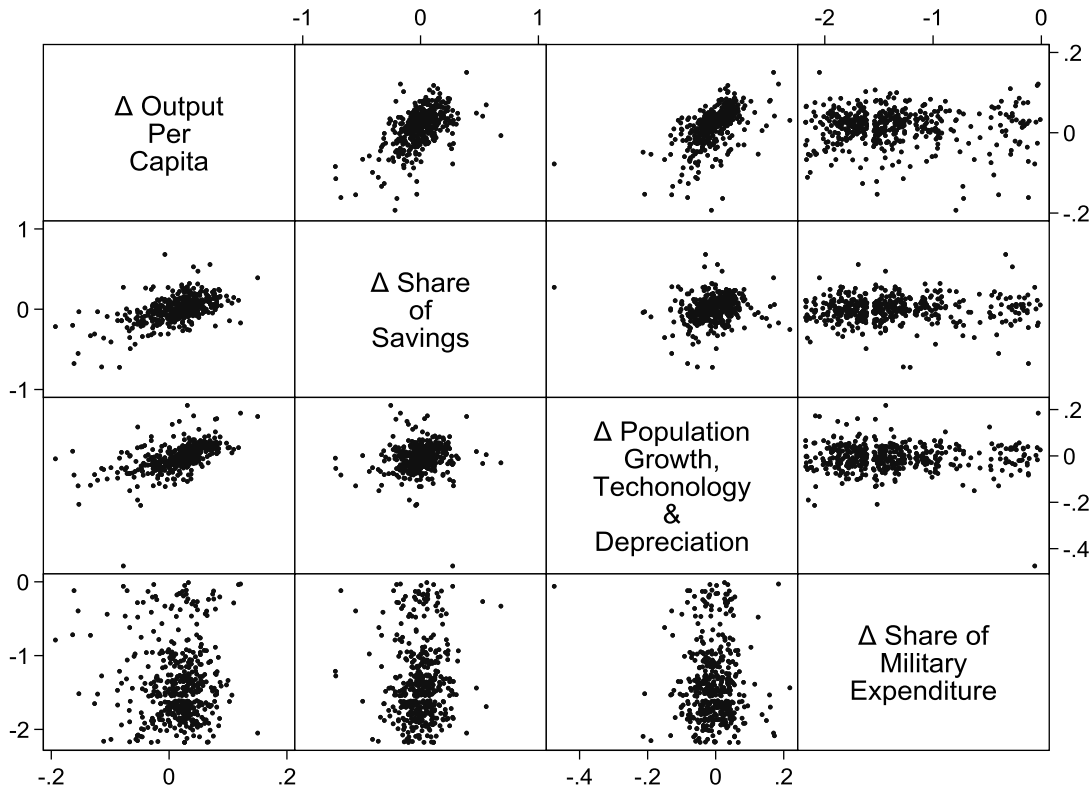 -1 0 1
-2 -1 0
Δ Output
Per
Capita
.2
0
-.2
1
0
-1
Δ Share
of
Savings
Δ Population
Growth,
Techonology
&
Depreciation
.2
0
-.2
-.4
0
-1
-2
Δ Share of
Military
Expenditure
-.2 0 .2
-.4 -.2 0 .2